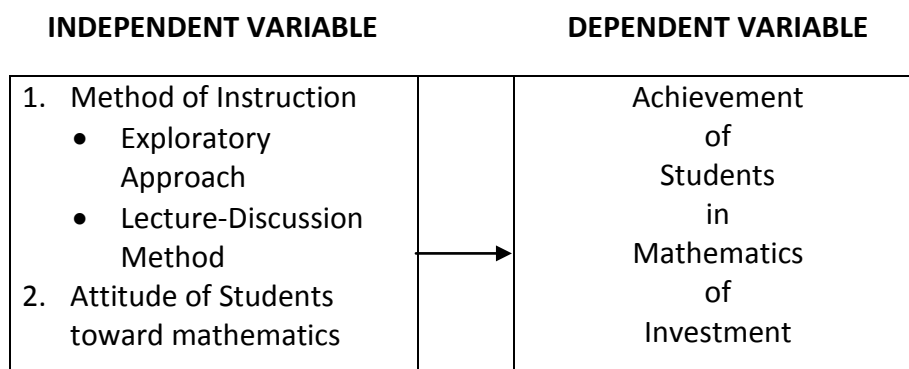 INDEPENDENT VARIABLE
DEPENDENT VARIABLE
1. Method of Instruction
• Exploratory
Approach
• Lecture-Discussion
Method
2. Attitude of Students
toward mathematics
Achievement
of
Students
in
Mathematics
of
Investment